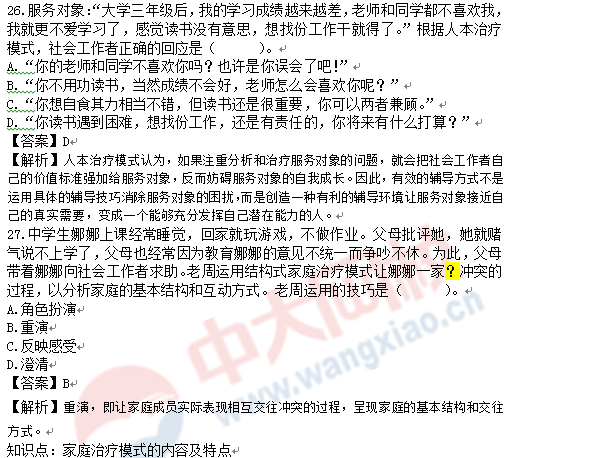 26.服务对象:“大学三年级后，我的学习成绩越来越差，老师和同学都不喜欢我，
我就更不爱学习了，感觉读书没有意思，想找份工作干就得了。”根据人本治疗
模式，社会工作者正确的回应是（　　）。
A.“你的老师和同学不喜欢你吗？也许是你误会了吧!”
B.“你不用功读书，当然成绩不会好，老师怎么会喜欢你呢？”
C.“你想自食其力相当不错，但读书还是很重要，你可以两者兼顾。”
D.“你读书遇到困难，想找份工作，还是有责任的，你将来有什么打算？”
【答案】D
【解析】人本治疗模式认为，如果注重分析和治疗服务对象的问题，就会把社会工作者自
己的价值标准强加给服务对象，反而妨碍服务对象的自我成长。因此，有效的辅导方式不是
运用具体的辅导技巧消除服务对象的困扰,而是创造一种有利的辅导环境让服务对象接近自
己的真实需要，变成一个能够充分发挥自己潜在能力的人。
27.中学生娜娜上课经常睡觉，回家就玩游戏，不做作业。父母批评她，她就赌
气说不上学了，父母也经常因为教育娜娜的意见不统一而争吵不休。为此，父母
带着娜娜向社会工作者求助。老周运用结构式家庭治疗模式让娜娜一家？冲突的
过程，以分析家庭的基本结构和互动方式。老周运用的技巧是（　　）。
A.角色扮演
B.重演
C.反映感受
D.澄清
【答案】B
【解析】重演，即让家庭成员实际表现相互交往冲突的过程，呈现家庭的基本结构和交往
方式。
知识点：家庭治疗模式的内容及特点
中大网校
www.wangxiao.cn